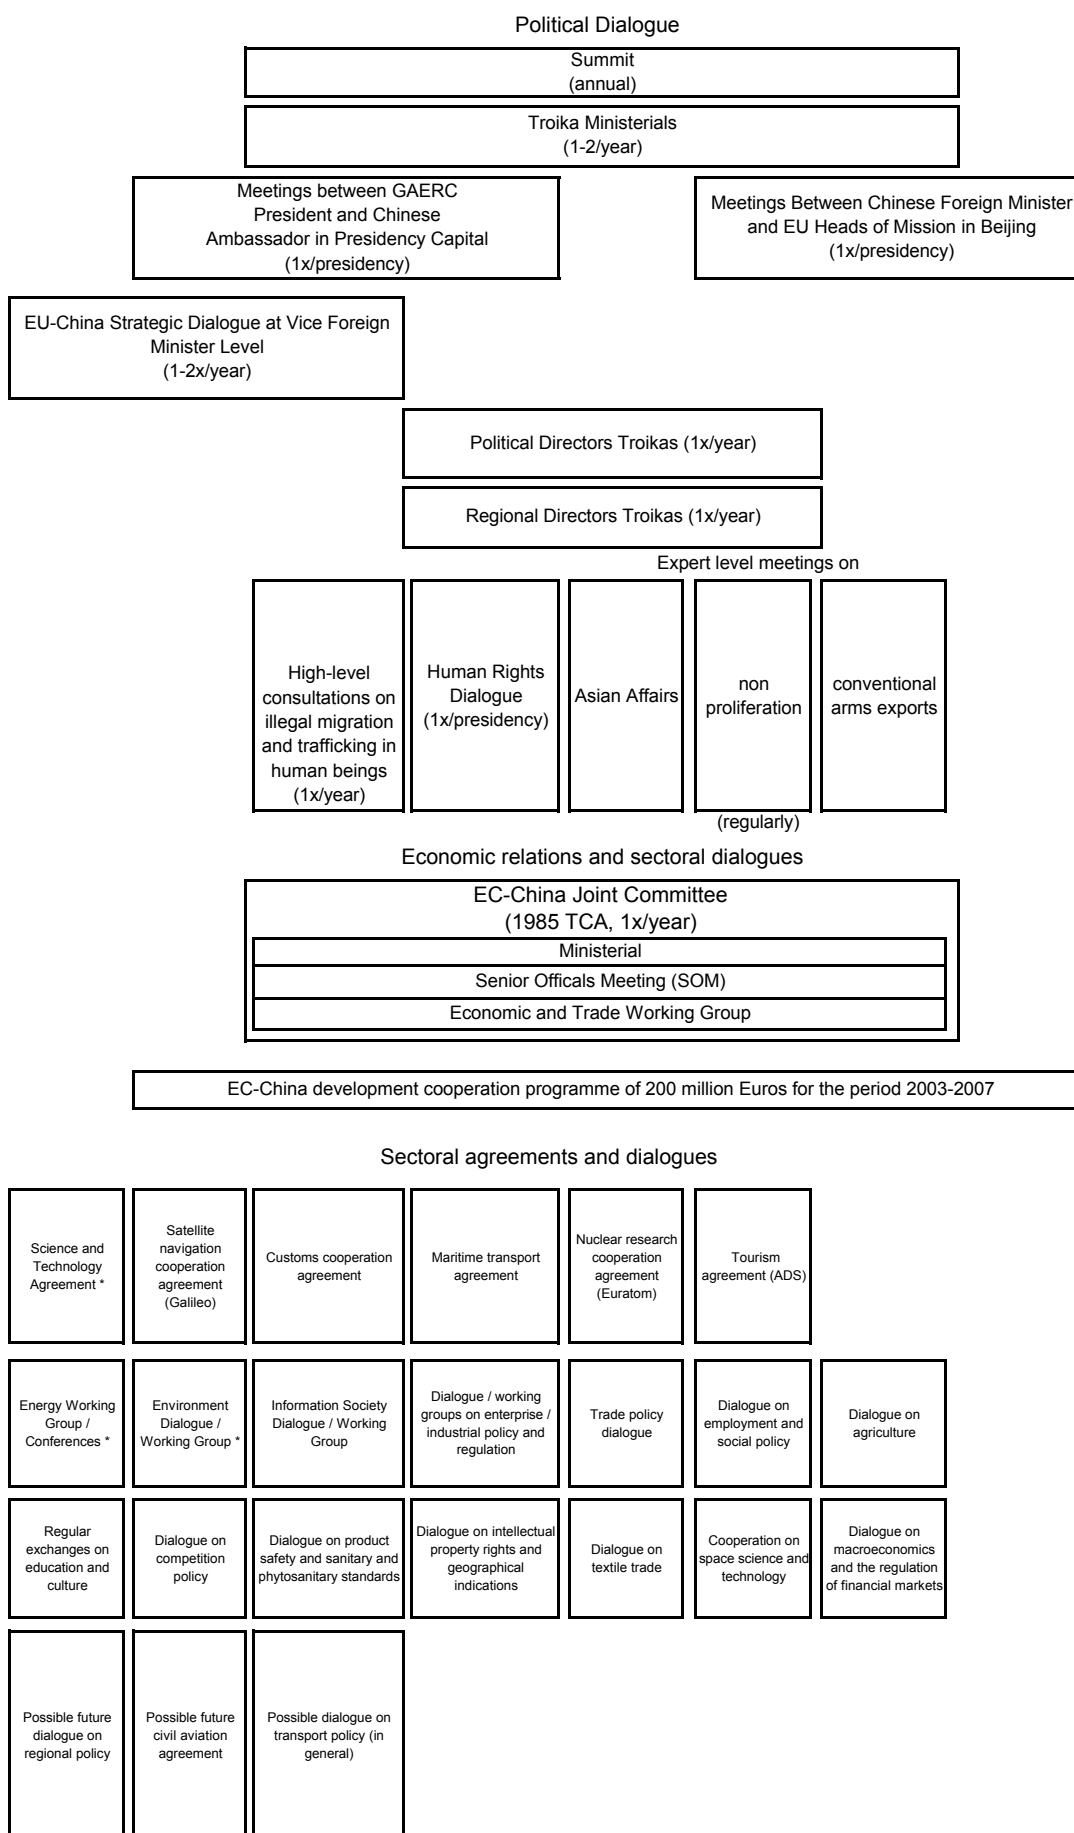 Political Dialogue
Summit
(annual)
Troika Ministerials
(1-2/year)
Meetings between GAERC
President and Chinese
Ambassador in Presidency Capital
(1x/presidency)
Meetings Between Chinese Foreign Minister
and EU Heads of Mission in Beijing
(1x/presidency)
EU-China Strategic Dialogue at Vice Foreign
Minister Level
(1-2x/year)
Political Directors Troikas (1x/year)
Regional Directors Troikas (1x/year)
Expert level meetings on
High-level
consultations on
illegal migration
and trafficking in
human beings
(1x/year)
Human Rights
Dialogue
(1x/presidency)
Asian Affairs
non
proliferation
conventional
arms exports
(regularly)
Economic relations and sectoral dialogues
EC-China Joint Committee
(1985 TCA, 1x/year)
Ministerial
Senior Officals Meeting (SOM)
Economic and Trade Working Group
EC-China development cooperation programme of 200 million Euros for the period 2003-2007
Sectoral agreements and dialogues
Science and
Technology
Agreement *
Satellite
navigation
cooperation
agreement
(Galileo)
Customs cooperation
agreement
Maritime transport
agreement
Nuclear research
cooperation
agreement
(Euratom)
Tourism
agreement (ADS)
Energy Working
Group /
Conferences *
Environment
Dialogue /
Working Group *
Information Society
Dialogue / Working
Group
Dialogue / working
groups on enterprise /
industrial policy and
regulation
Trade policy
dialogue
Dialogue on
employment and
social policy
Dialogue on
agriculture
Regular
exchanges on
education and
culture
Dialogue on
competition
policy
Dialogue on product
safety and sanitary and
phytosanitary standards
Dialogue on intellectual
property rights and
geographical
indications
Dialogue on
textile trade
Cooperation on
space science and
technology
Dialogue on
macroeconomics
and the regulation
of financial markets
Possible future
dialogue on
regional policy
Possible future
civil aviation
agreement
Possible dialogue on
transport policy (in
general)